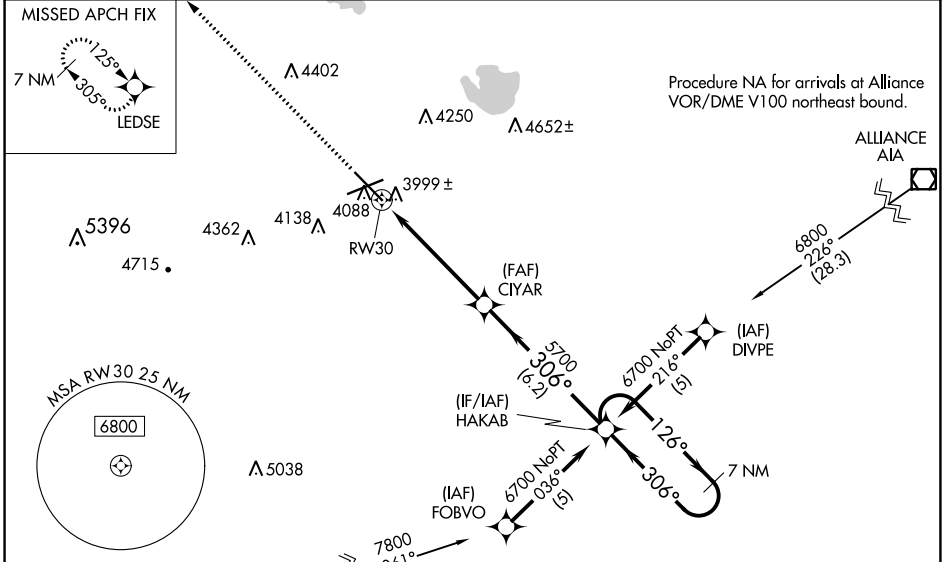 MISSED APCH FIX
125°
7 NM
305°
LEDSE
4402
4250
4652±
Procedure NA for arrivals at Alliance
VOR/DME V100 northeast bound.
ALLIANCE
AIA
3999±
4088
4138
4362
5396
4715
RW30
6800
226°
(28.3)
(FAF)
CIYAR
(IAF)
DIVPE
5700
306°
(6.2)
6700 NoPT
216°
(5)
MSA RW30 25 NM
6800
(IF/IAF)
HAKAB
126°
306°
7 NM
5038
6700 NoPT
036°
(5)
(IAF)
FOBVO
7800